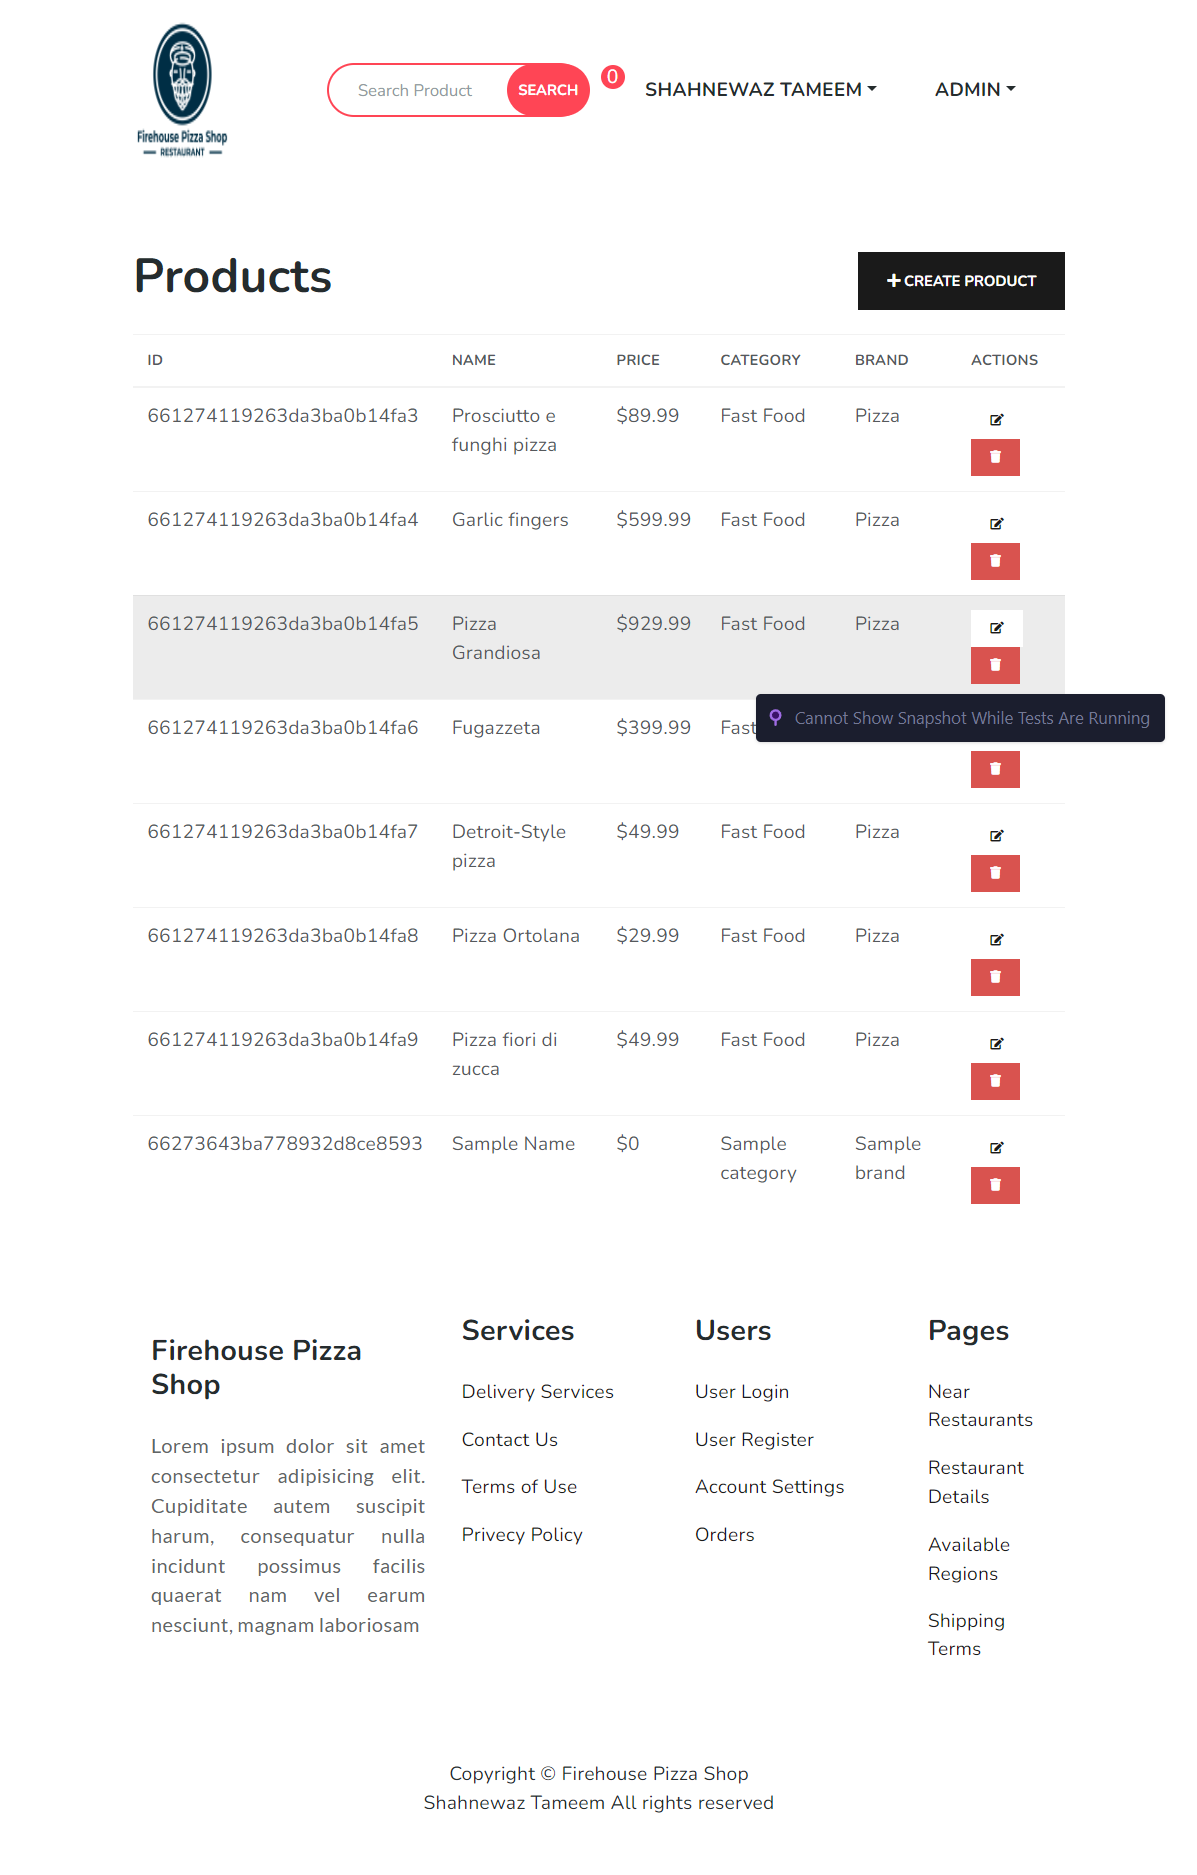 Firehouse Pizza Shop
RESTAURANT
Search Product
SEARCH
0
SHAHNEWAZ TAMEEM
ADMIN
Products
CREATE PRODUCT
ID NAME PRICE CATEGORY BRAND ACTIONS
661274119263da3ba0b14fa3 Prosciutto e $89.99 Fast Food Pizza
funghi pizza
661274119263da3ba0b14fa4 Garlic fingers $599.99 Fast Food Pizza
661274119263da3ba0b14fa5 Pizza $929.99 Fast Food Pizza
Grandiosa
661274119263da3ba0b14fa6 Fugazzeta $399.99 Fast
Cannot Show Snapshot While Tests Are Running
661274119263da3ba0b14fa7 Detroit-Style $49.99 Fast Food Pizza
pizza
661274119263da3ba0b14fa8 Pizza Ortolana $29.99 Fast Food Pizza
661274119263da3ba0b14fa9 Pizza fiori di $49.99 Fast Food Pizza
zucca
66273643ba778932d8ce8593 Sample Name $0 Sample Sample
category brand
Firehouse Pizza
Shop
Lorem ipsum dolor sit amet
consectetur adipisicing elit.
Cupiditate autem suscipit
harum, consequatur nulla
incidunt possimus facilis
quaerat nam vel earum
nesciunt, magnam laboriosam
Services
Delivery Services
Contact Us
Terms of Use
Privecy Policy
Users
User Login
User Register
Account Settings
Orders
Pages
Near
Restaurants
Restaurant
Details
Available
Regions
Shipping
Terms
Copyright © Firehouse Pizza Shop
Shahnewaz Tameem All rights reserved